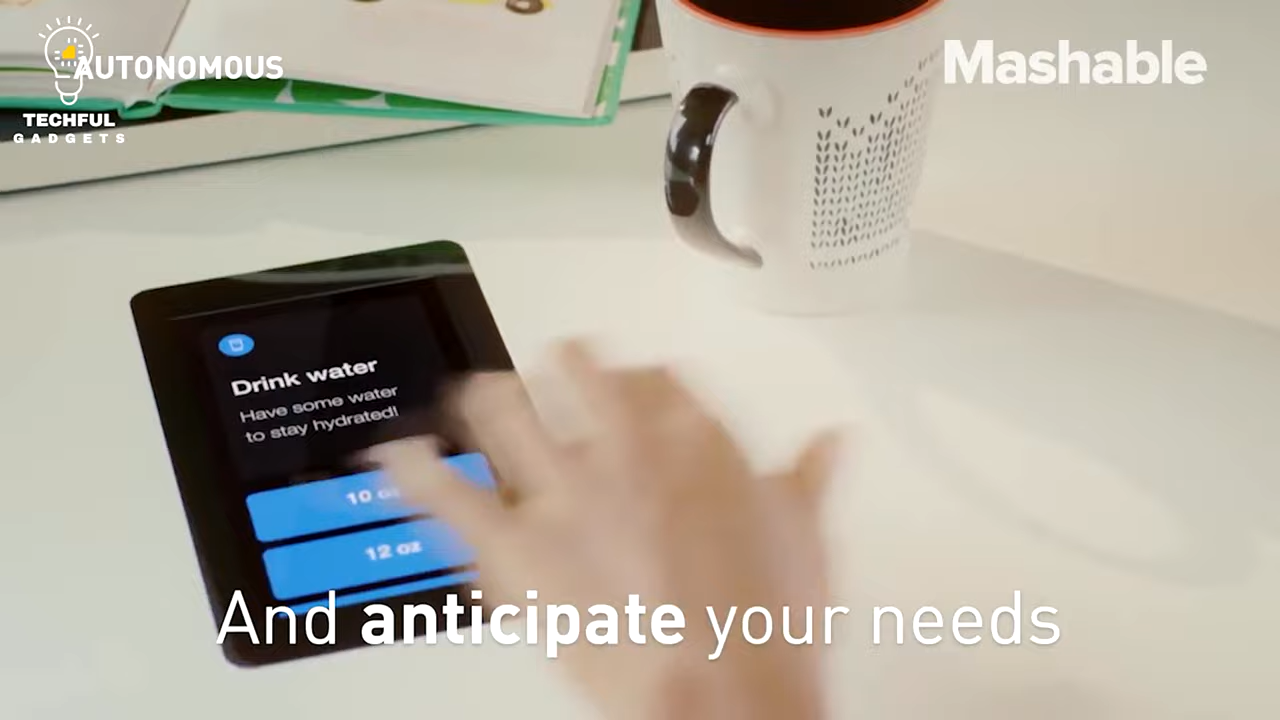 AUTONOMOUS
TECHFUL
GADGETS
Mashable
Drink water
Have some water
to stay hydrated!
10 oz
12 oz
And anticipate your needs